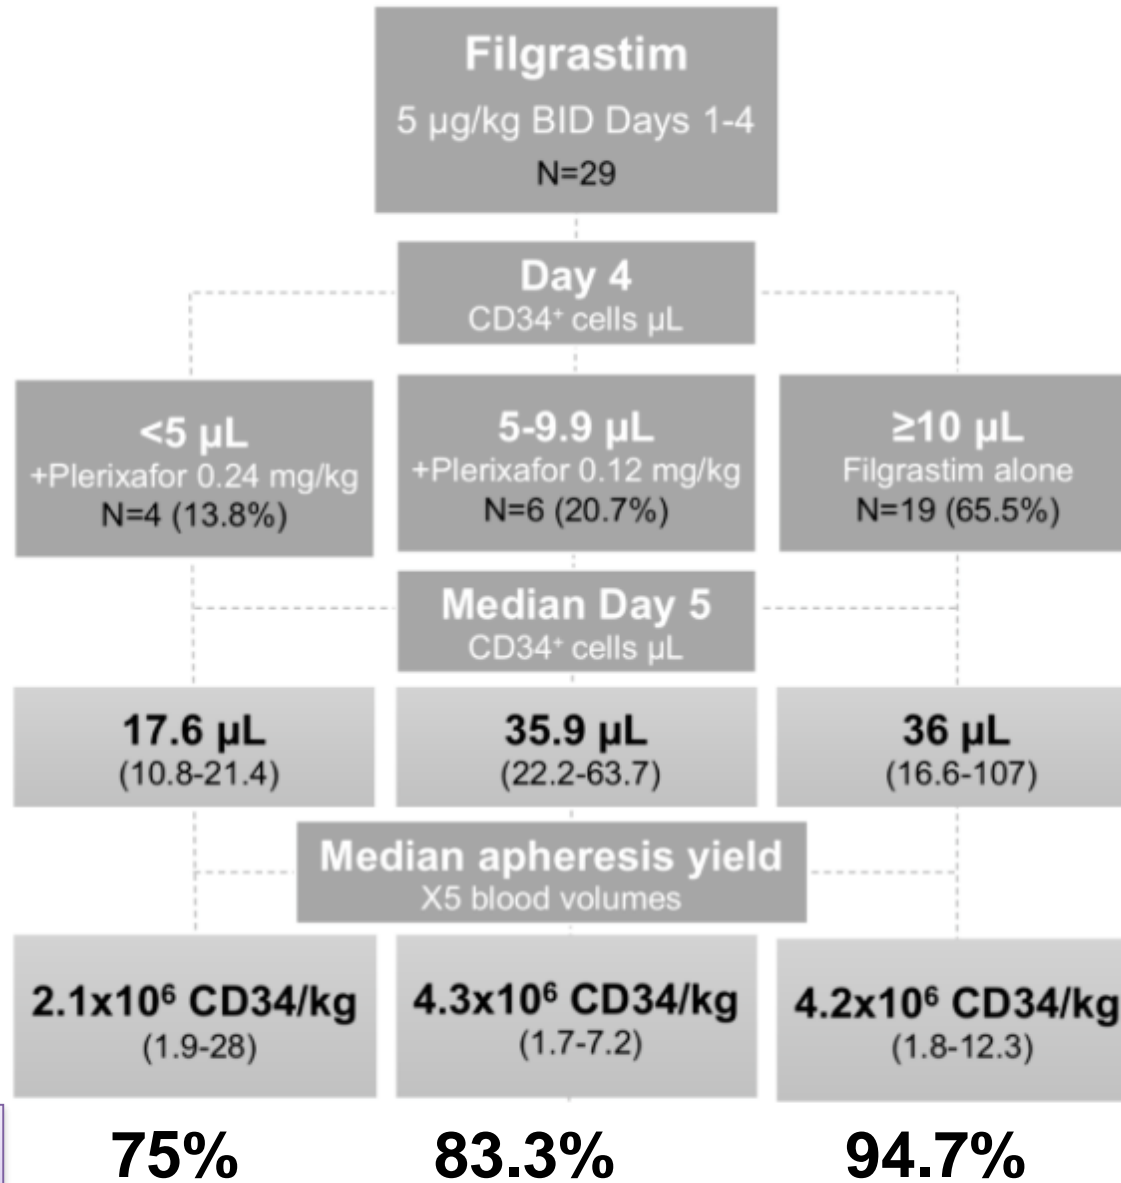 Filgrastim
5 µg/kg BID Days 1-4
N=29
Day 4
CD34⁺ cells µL
<5 µL
+Plerixafor 0.24 mg/kg
N=4 (13.8%)
5-9.9 µL
+Plerixafor 0.12 mg/kg
N=6 (20.7%)
≥10 µL
Filgrastim alone
N=19 (65.5%)
Median Day 5
CD34⁺ cells µL
17.6 µL
(10.8-21.4)
35.9 µL
(22.2-63.7)
36 µL
(16.6-107)
Median apheresis yield
X5 blood volumes
2.1x10⁶ CD34/kg
(1.9-28)
4.3x10⁶ CD34/kg
(1.7-7.2)
4.2x10⁶ CD34/kg
(1.8-12.3)
75%
83.3%
94.7%